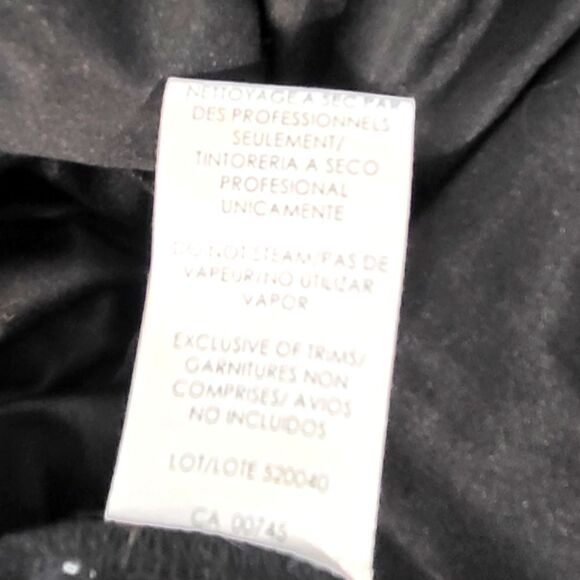 NETTOYAGE A SEC PAR
DES PROFESSIONNELS
SEULEMENT/
TINTORERIA A SECO
PROFESIONAL
UNICAMENTE
DO NOT STEAM/PAS DE
VAPEUR/NO UTILIZAR
VAPOR
EXCLUSIVE OF TRIMS/
GARNITURES NON
COMPRISES/ AVIOS
NO INCLUIDOS
LOT/LOTE 520040
CA 00745